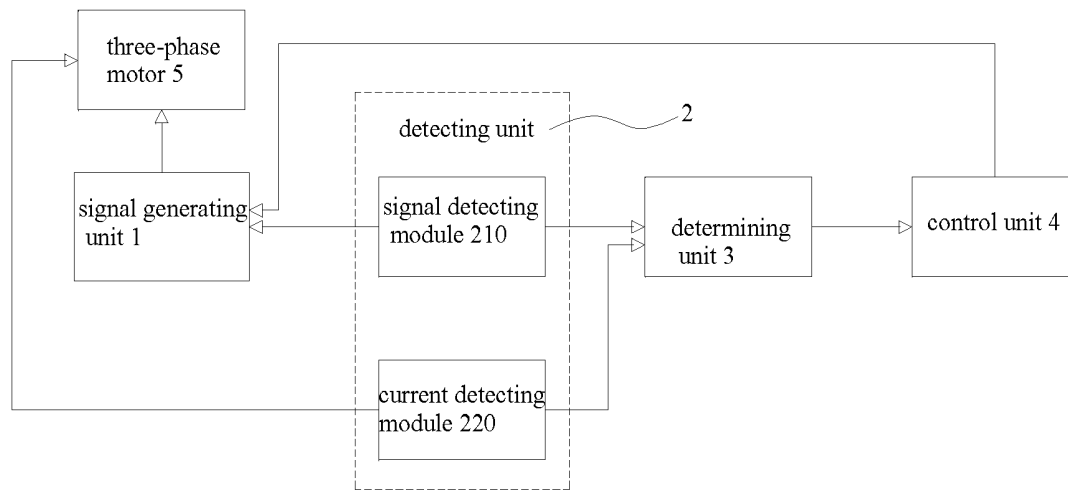 three-phase
motor 5
detecting unit
2
signal generating
unit 1
signal detecting
module 210
determining
unit 3
control unit 4
current detecting
module 220